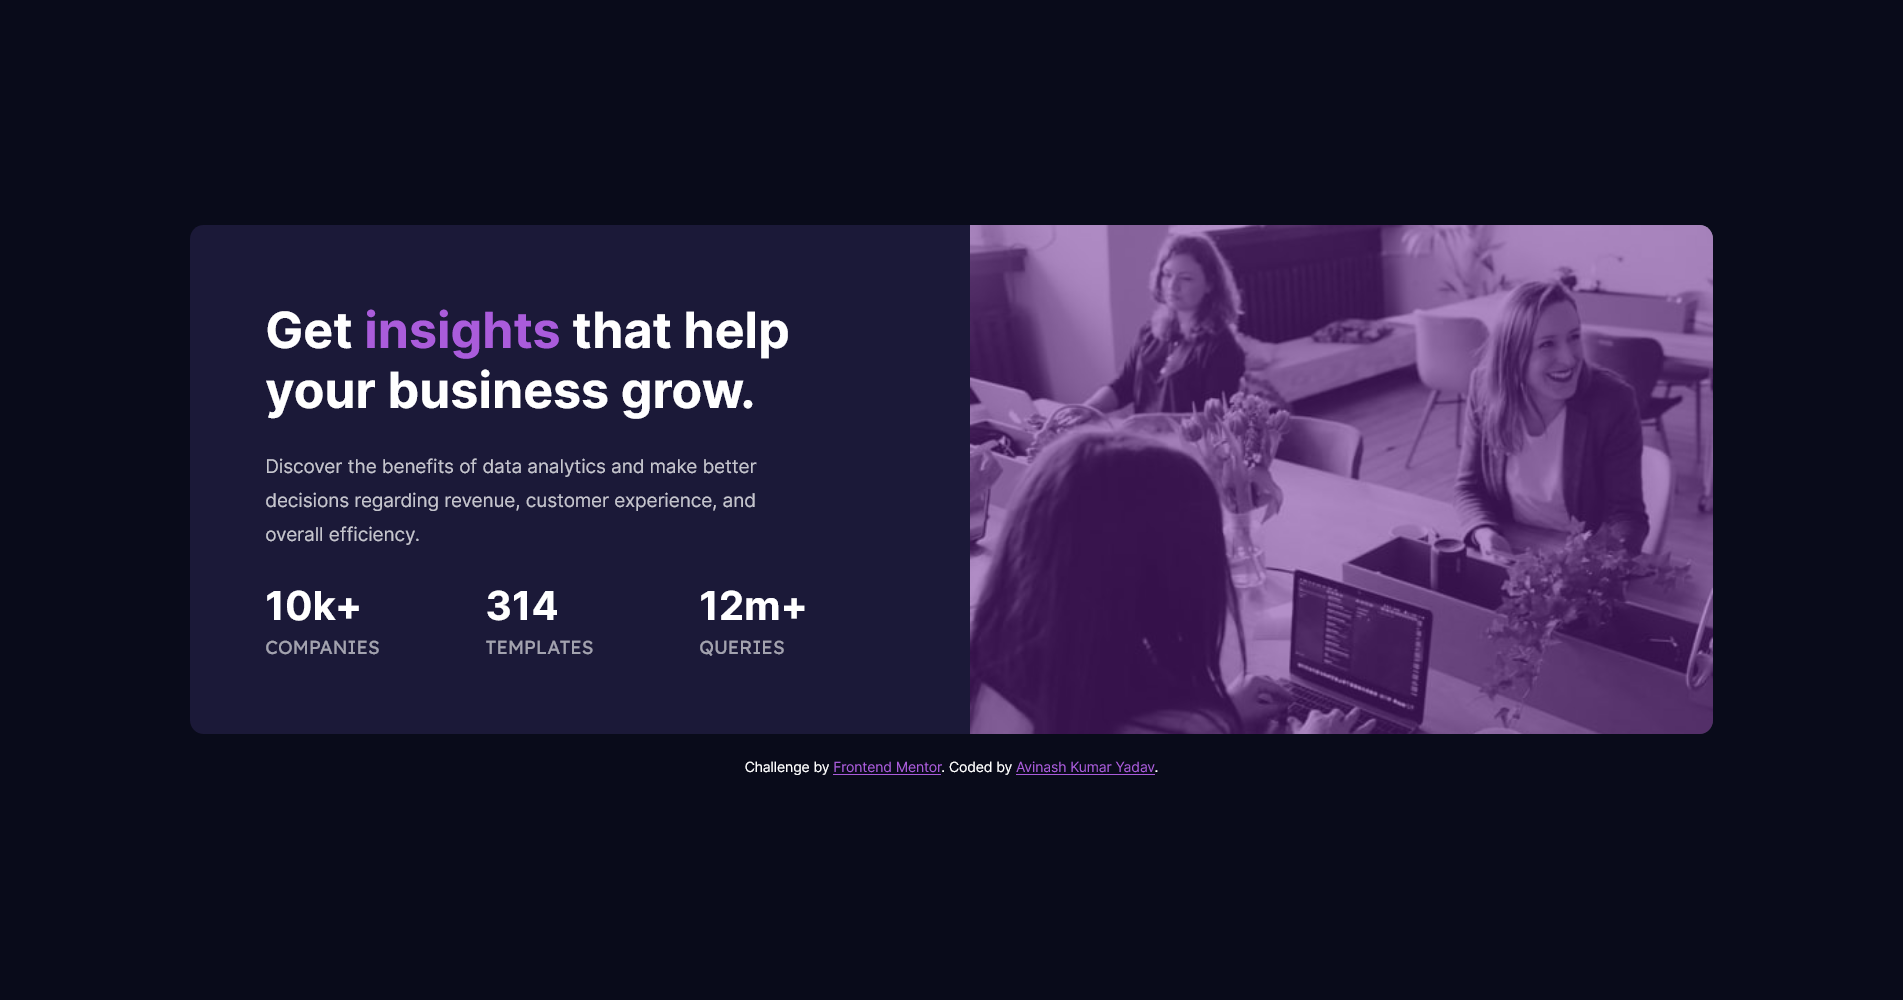 Get insights that help
your business grow.
Discover the benefits of data analytics and make better
decisions regarding revenue, customer experience, and
overall efficiency.
10k+ 314 12m+
COMPANIES TEMPLATES QUERIES
Challenge by Frontend Mentor. Coded by Avinash Kumar Yadav.